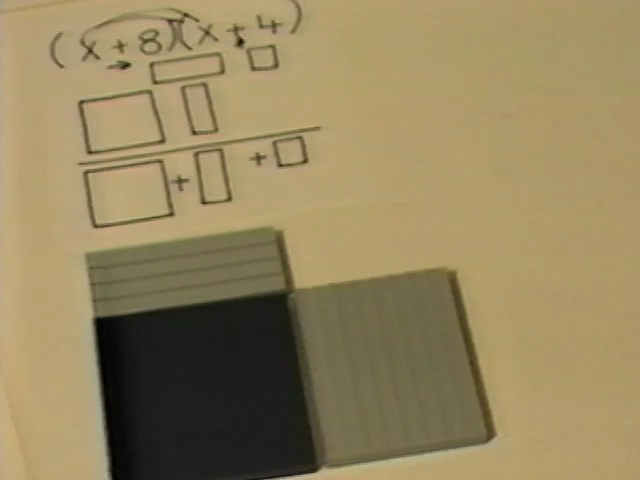 (x + 8)(x + 4)
+ +